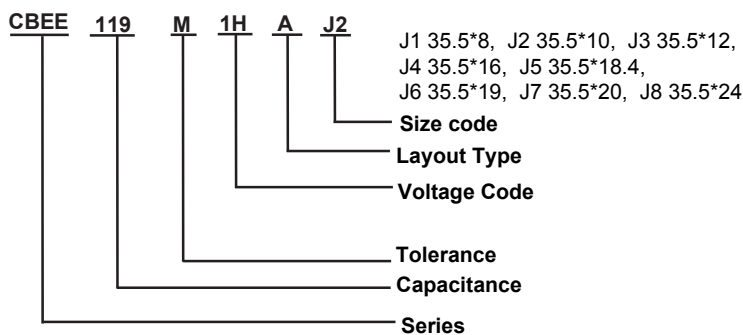 CBEE 119 M 1H A J2
J1 35.5*8, J2 35.5*10, J3 35.5*12,
J4 35.5*16, J5 35.5*18.4,
J6 35.5*19, J7 35.5*20, J8 35.5*24
Size code
Layout Type
Voltage Code
Tolerance
Capacitance
Series